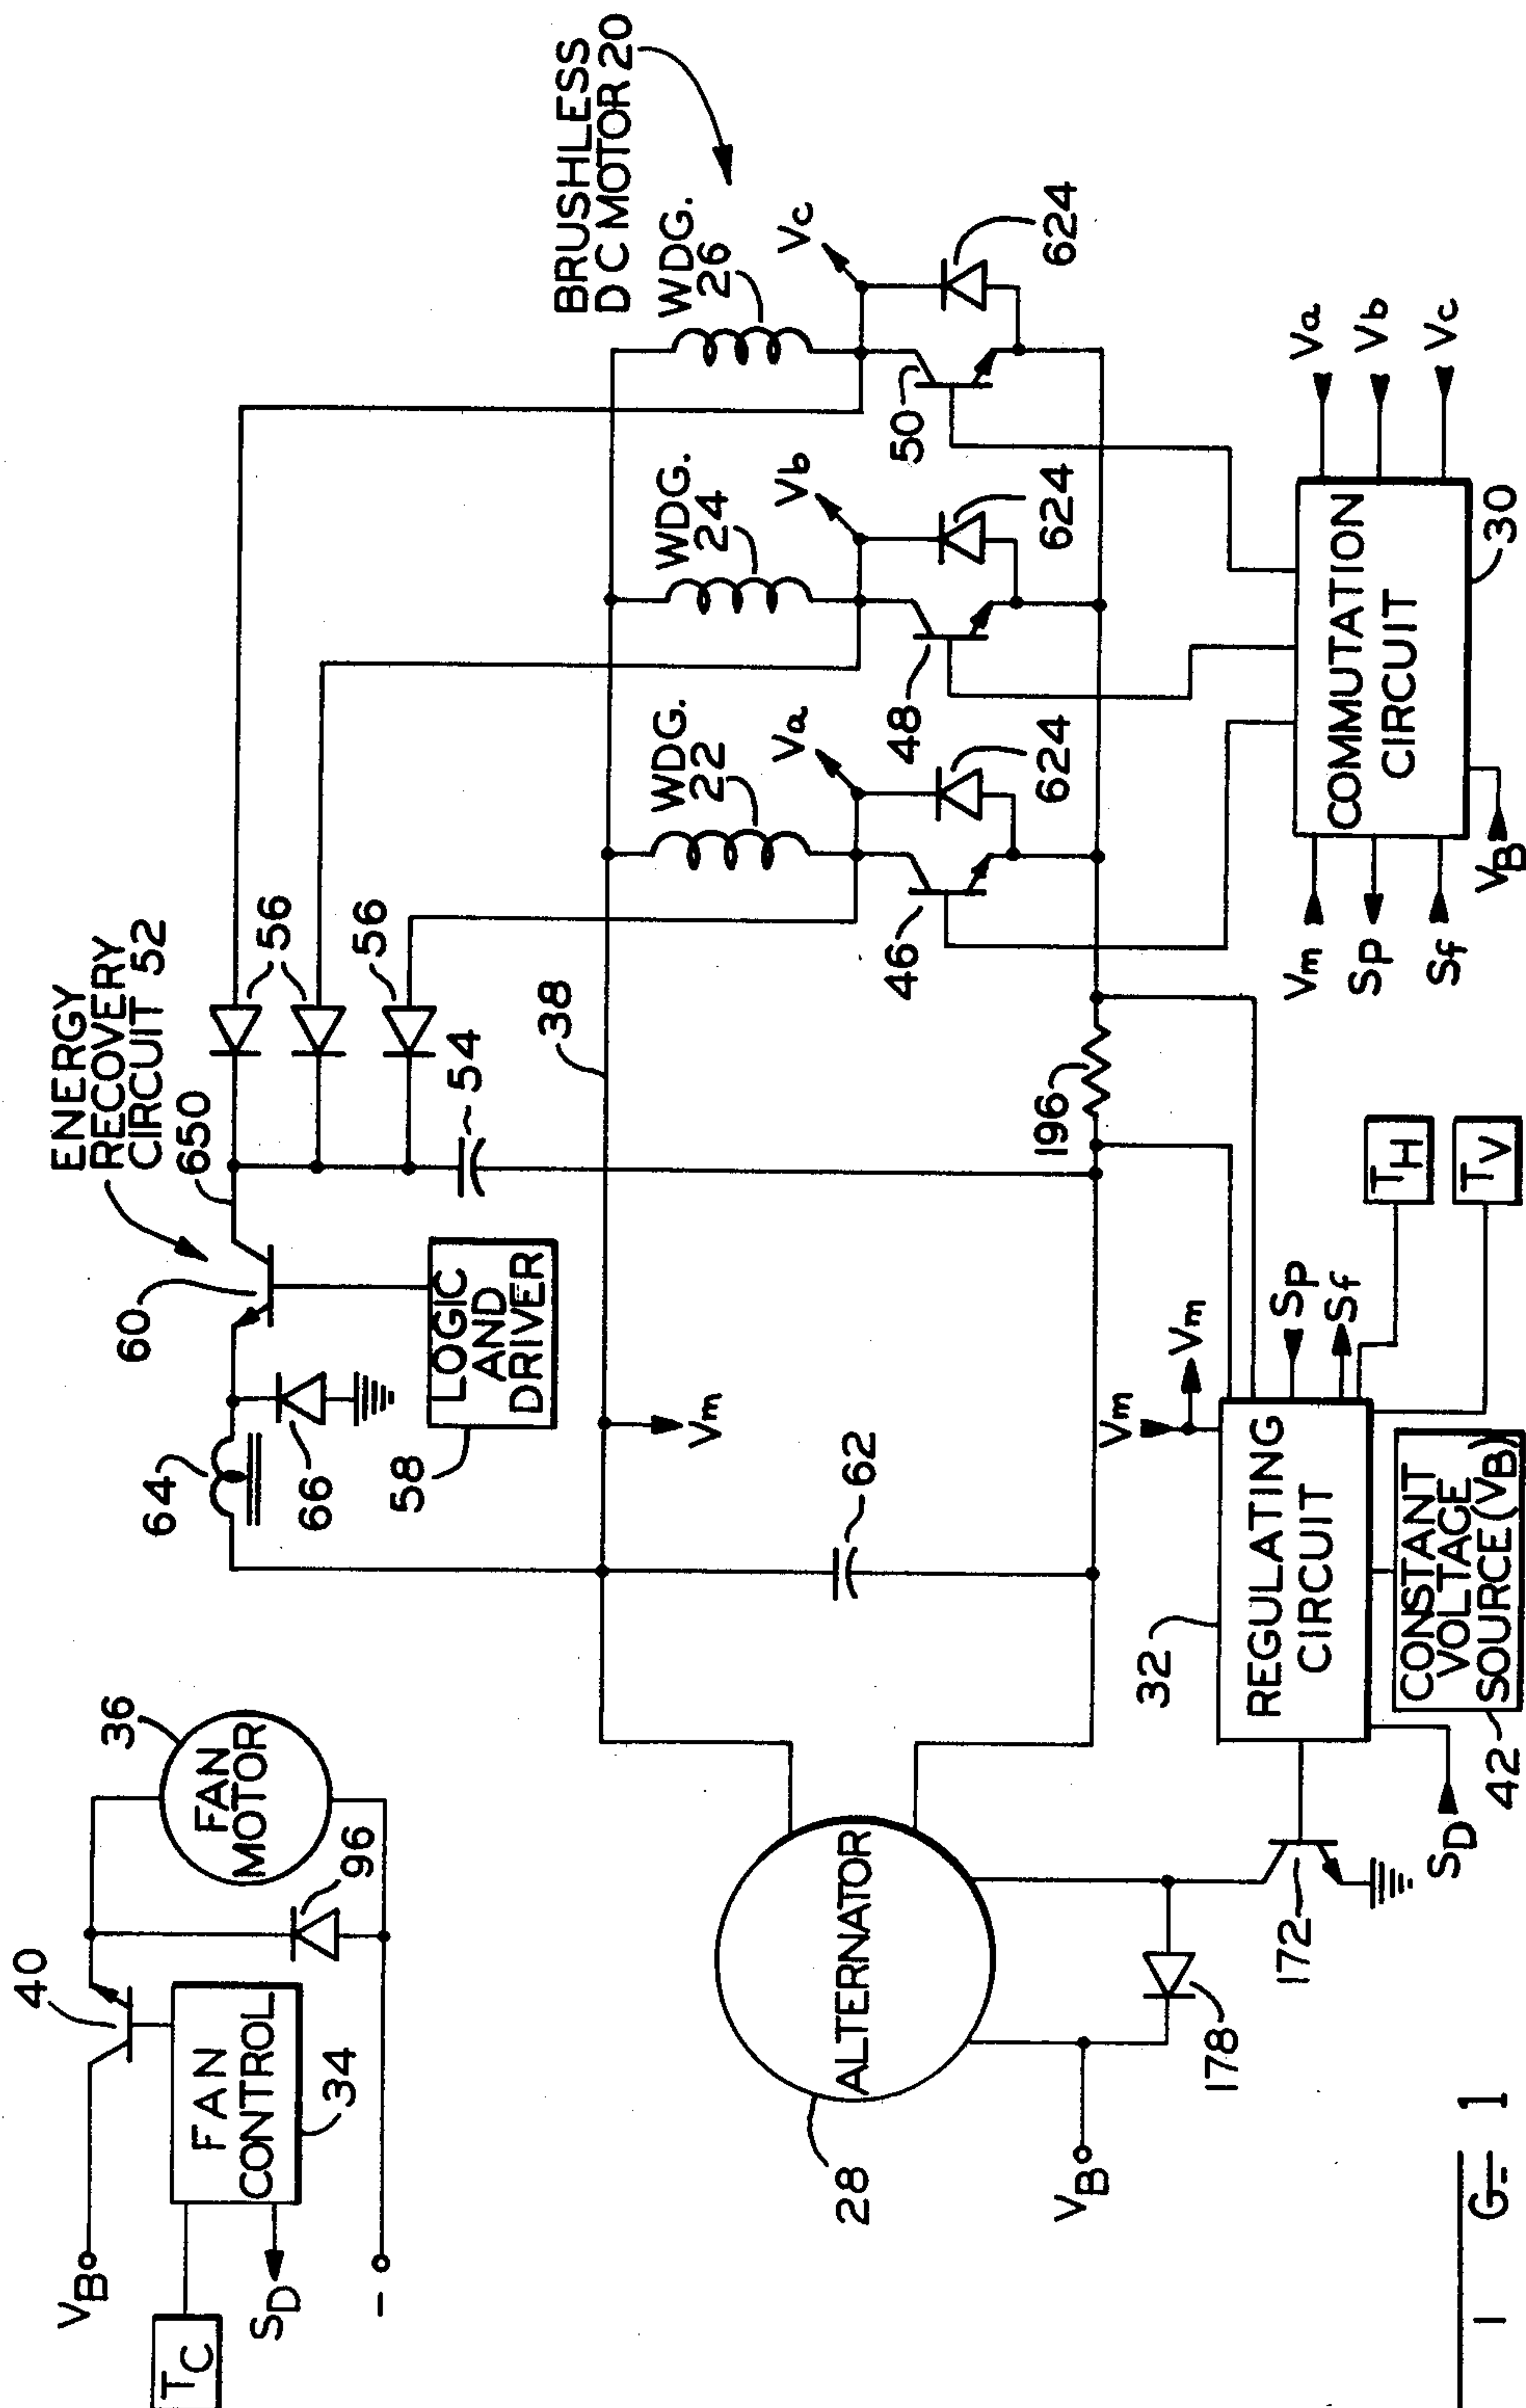 BRUSHLESS
DC MOTOR 20
WDG.
26
Vc
624
50
WDG.
24
Vb
624
48
WDG.
22
Va
624
46
Va
Vb
Vc
COMMUTATION
CIRCUIT
30
Vm
Sp
Sf
VB
ENERGY
RECOVERY
CIRCUIT 52
650
56
56
54
38
196
60
LOGIC
AND
DRIVER
58
64
66
Vm
62
Vm
Vm
Sp
Sf
TH
TV
32
REGULATING
CIRCUIT
CONSTANT
VOLTAGE
SOURCE (VB)
42
SD
36
FAN
MOTOR
96
40
FAN
CONTROL
34
VB
TC
SD
-
ALTERNATOR
28
VB
178
172